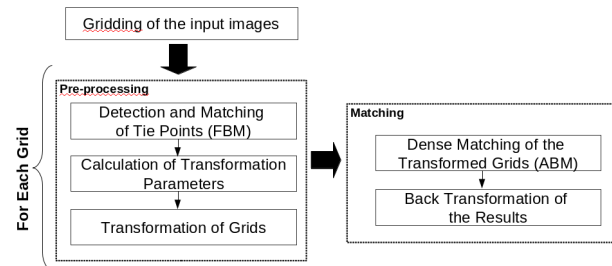 Gridding of the input images
For Each Grid
Pre-processing
Detection and Matching
of Tie Points (FBM)
Calculation of Transformation
Parameters
Transformation of Grids
Matching
Dense Matching of the
Transformed Grids (ABM)
Back Transformation of
the Results